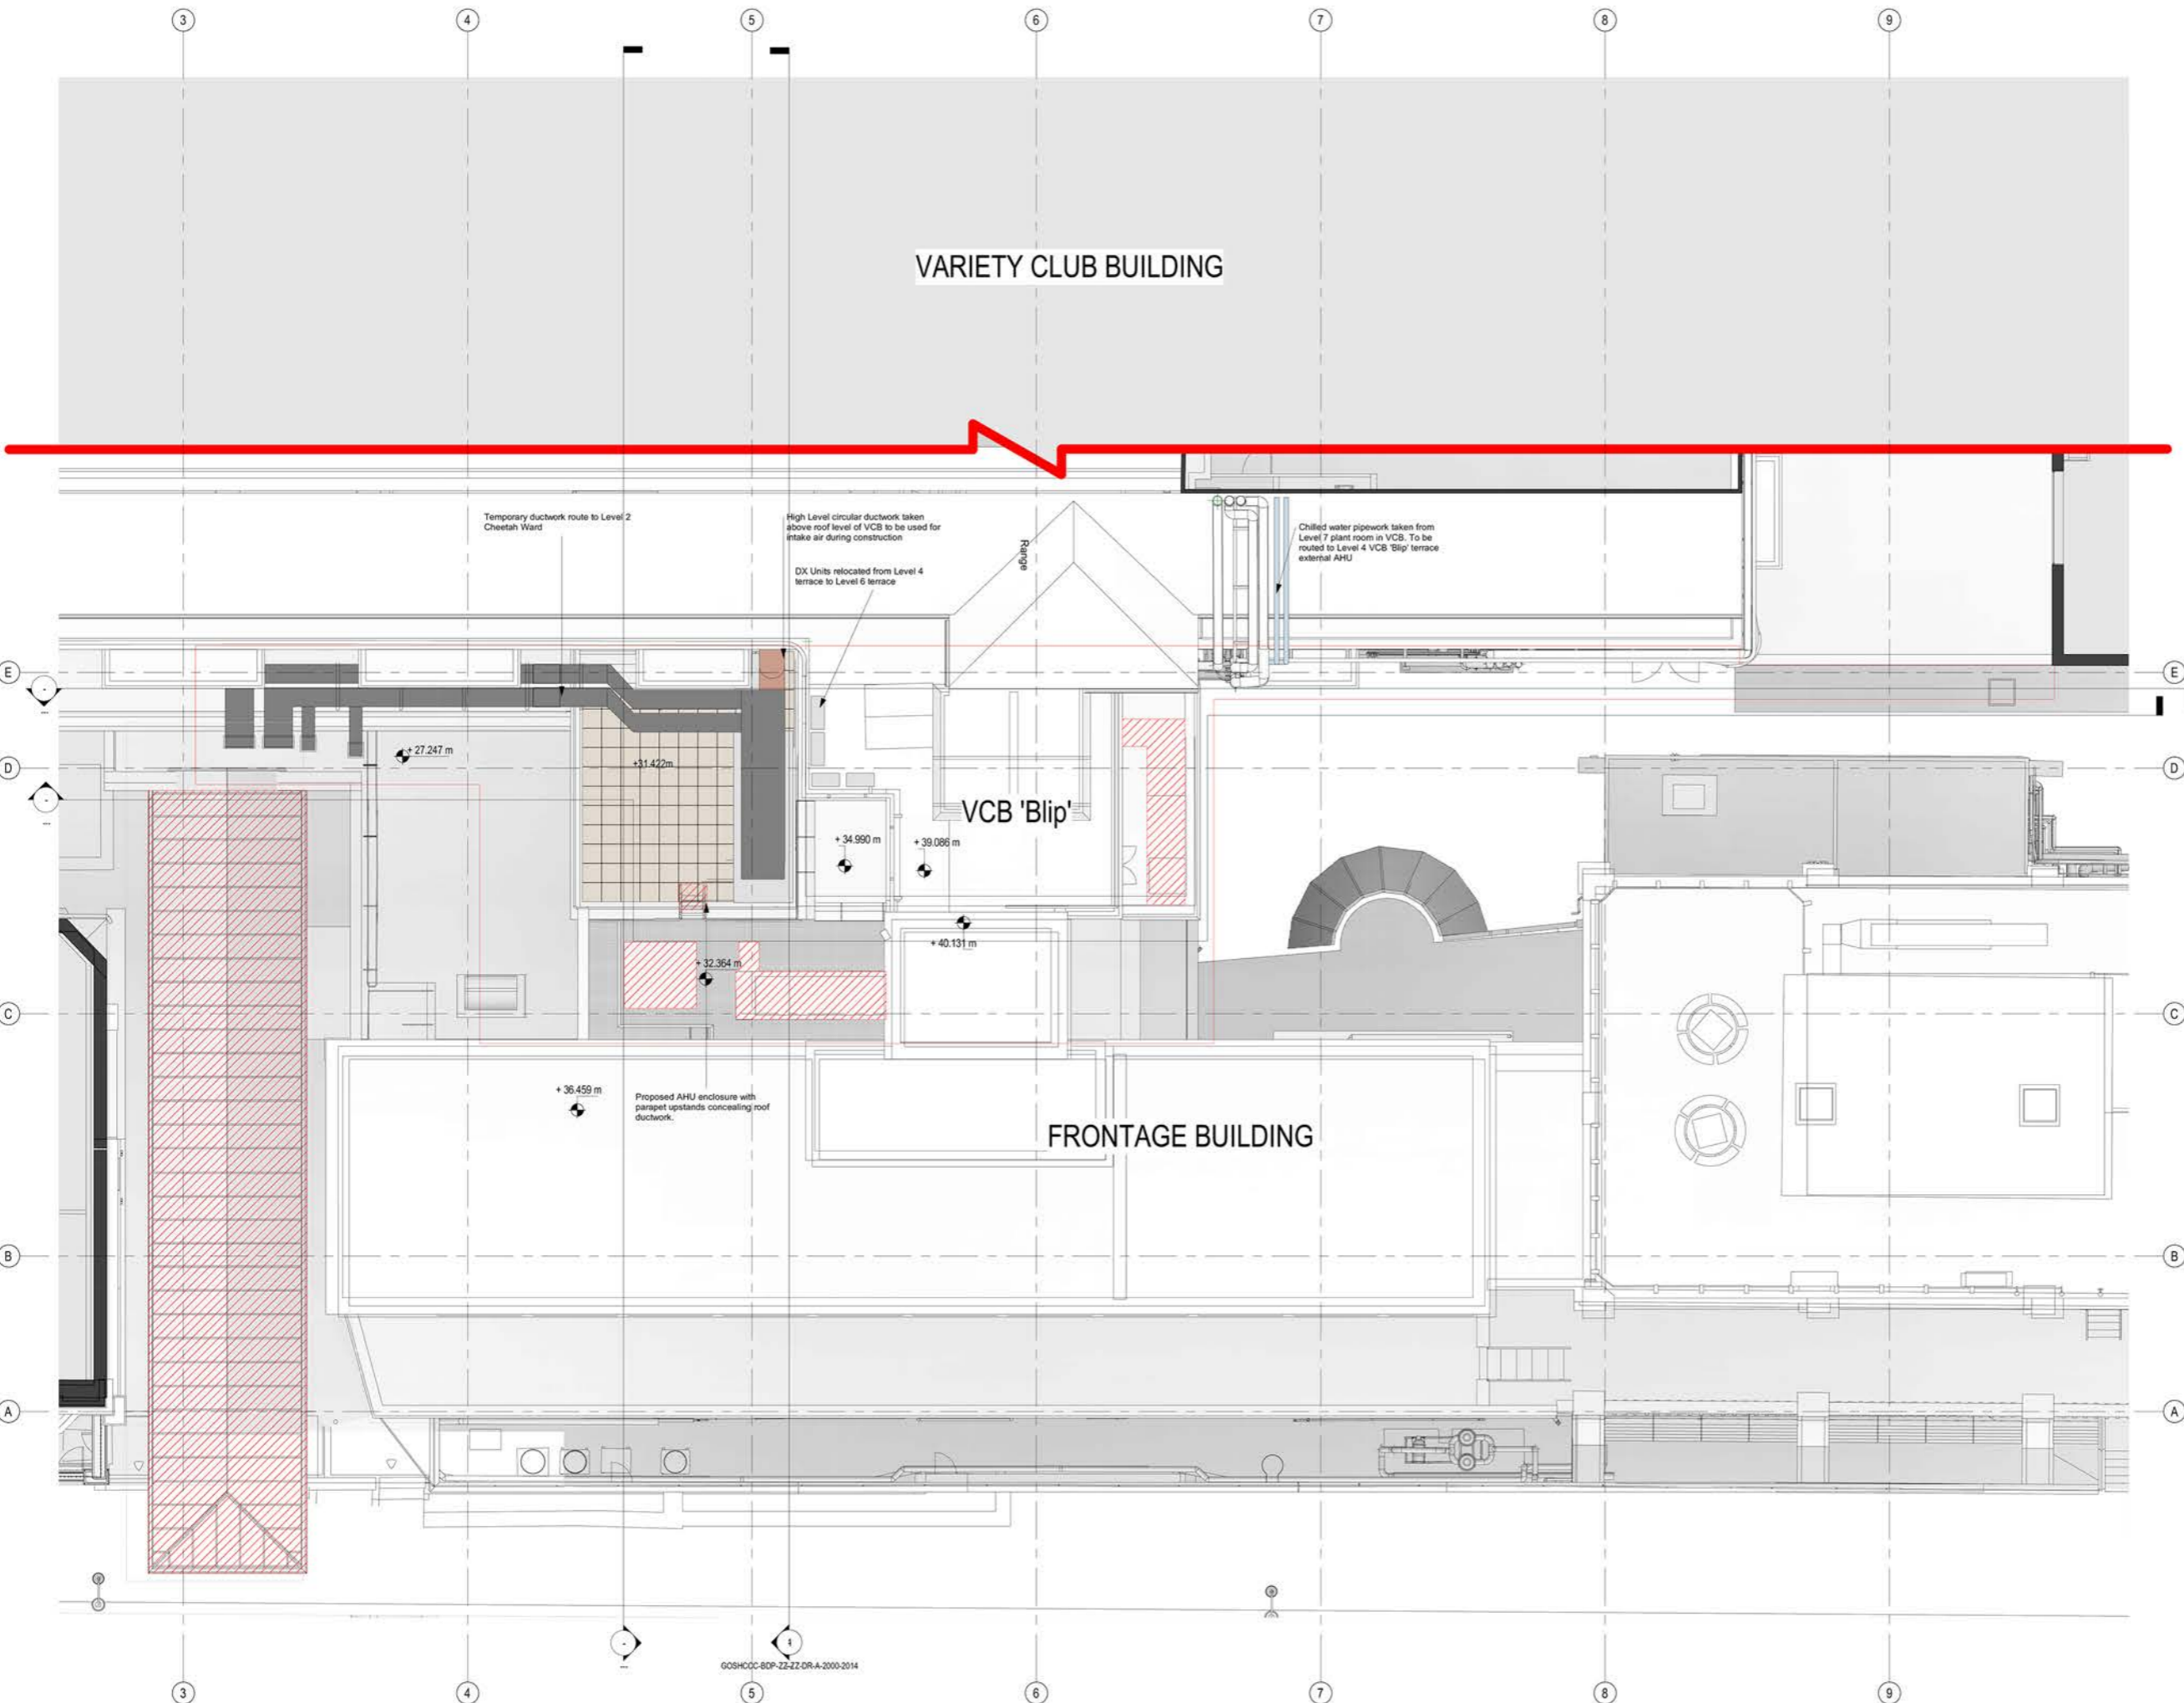 3 4 5 6 7 8 9
VARIETY CLUB BUILDING
Temporary ductwork route to Level 2
Cheetah Ward
High Level circular ductwork taken
above roof level of VCB to be used for
intake air during construction
DX Units relocated from Level 4
terrace to Level 6 terrace
Range
Chilled water pipework taken from
Level 7 plant room in VCB. To be
routed to Level 4 VCB 'Blip' terrace
external AHU
E E
-
---
+ 27.247 m
+31.422m
D D
-
---
VCB 'Blip'
+ 34.990 m
+ 39.086 m
+ 40.131 m
+ 32.364 m
C C
+ 36.459 m
Proposed AHU enclosure with
parapet upstands concealing roof
ductwork.
FRONTAGE BUILDING
B B
A A
-
---
GOSHCCC-BDP-ZZ-ZZ-DR-A-2000-2014
3 4 5 6 7 8 9